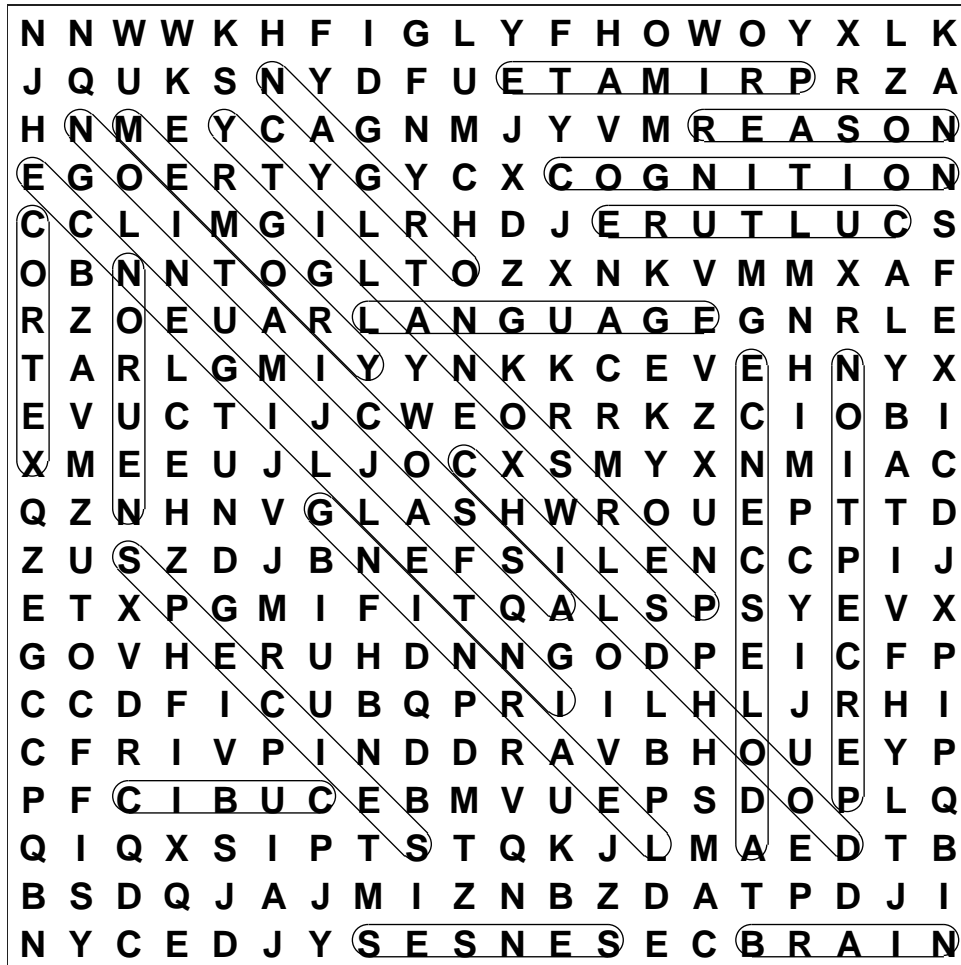 N N W W K H F I G L Y F H O W O Y X L K
J Q U K S N Y D F U E T A M I R P R Z A
H N M E Y C A G N M J Y V M R E A S O N
E G O E R T Y G Y C X C O G N I T I O N
C C L I M G I L R H D J E R U T L U C S
O B N N T O G L T O Z X N K V M M X A F
R Z O E U A R L A N G U A G E G N R L E
T A R L G M I Y Y N K K C E V E H N Y X
E V U C T I J C W E O R R K Z C I O B I
X M E E U J L J O C X S M Y X N M I A C
Q Z N H N V G L A S H W R O U E P T T D
Z U S Z D J B N E F S I L E N C C P I J
E T X P G M I F I T Q A L S P S Y E V X
G O V H E R U H D N N G O D P E I C F P
C C D F I C U B Q P R I I L H L J R H I
C F R I V P I N D D R A V B H O U E Y P
P F C I B U C E B M V U E P S D O P L Q
Q I Q X S I P T S T Q K J L M A E D T B
B S D Q J A J M I Z N B Z D A T P D J I
N Y C E D J Y S E S N E S E C B R A I N